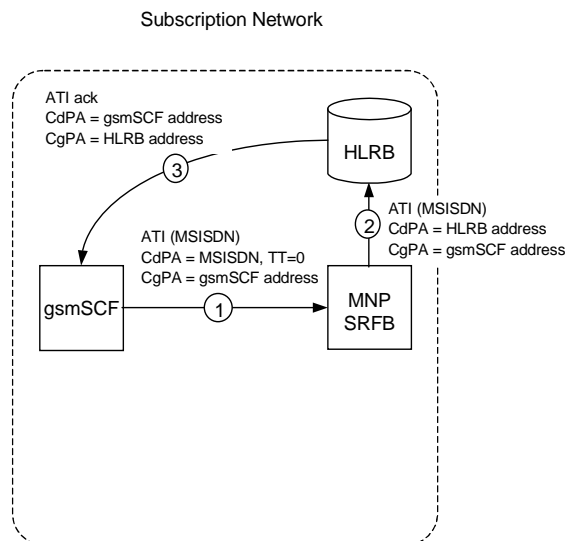 Subscription Network
ATI ack
CdPA = gsmSCF address
CgPA = HLRB address
3
HLRB
2
ATI (MSISDN)
CdPA = HLRB address
CgPA = gsmSCF address
ATI (MSISDN)
CdPA = MSISDN, TT=0
CgPA = gsmSCF address
gsmSCF
1
MNP
SRFB